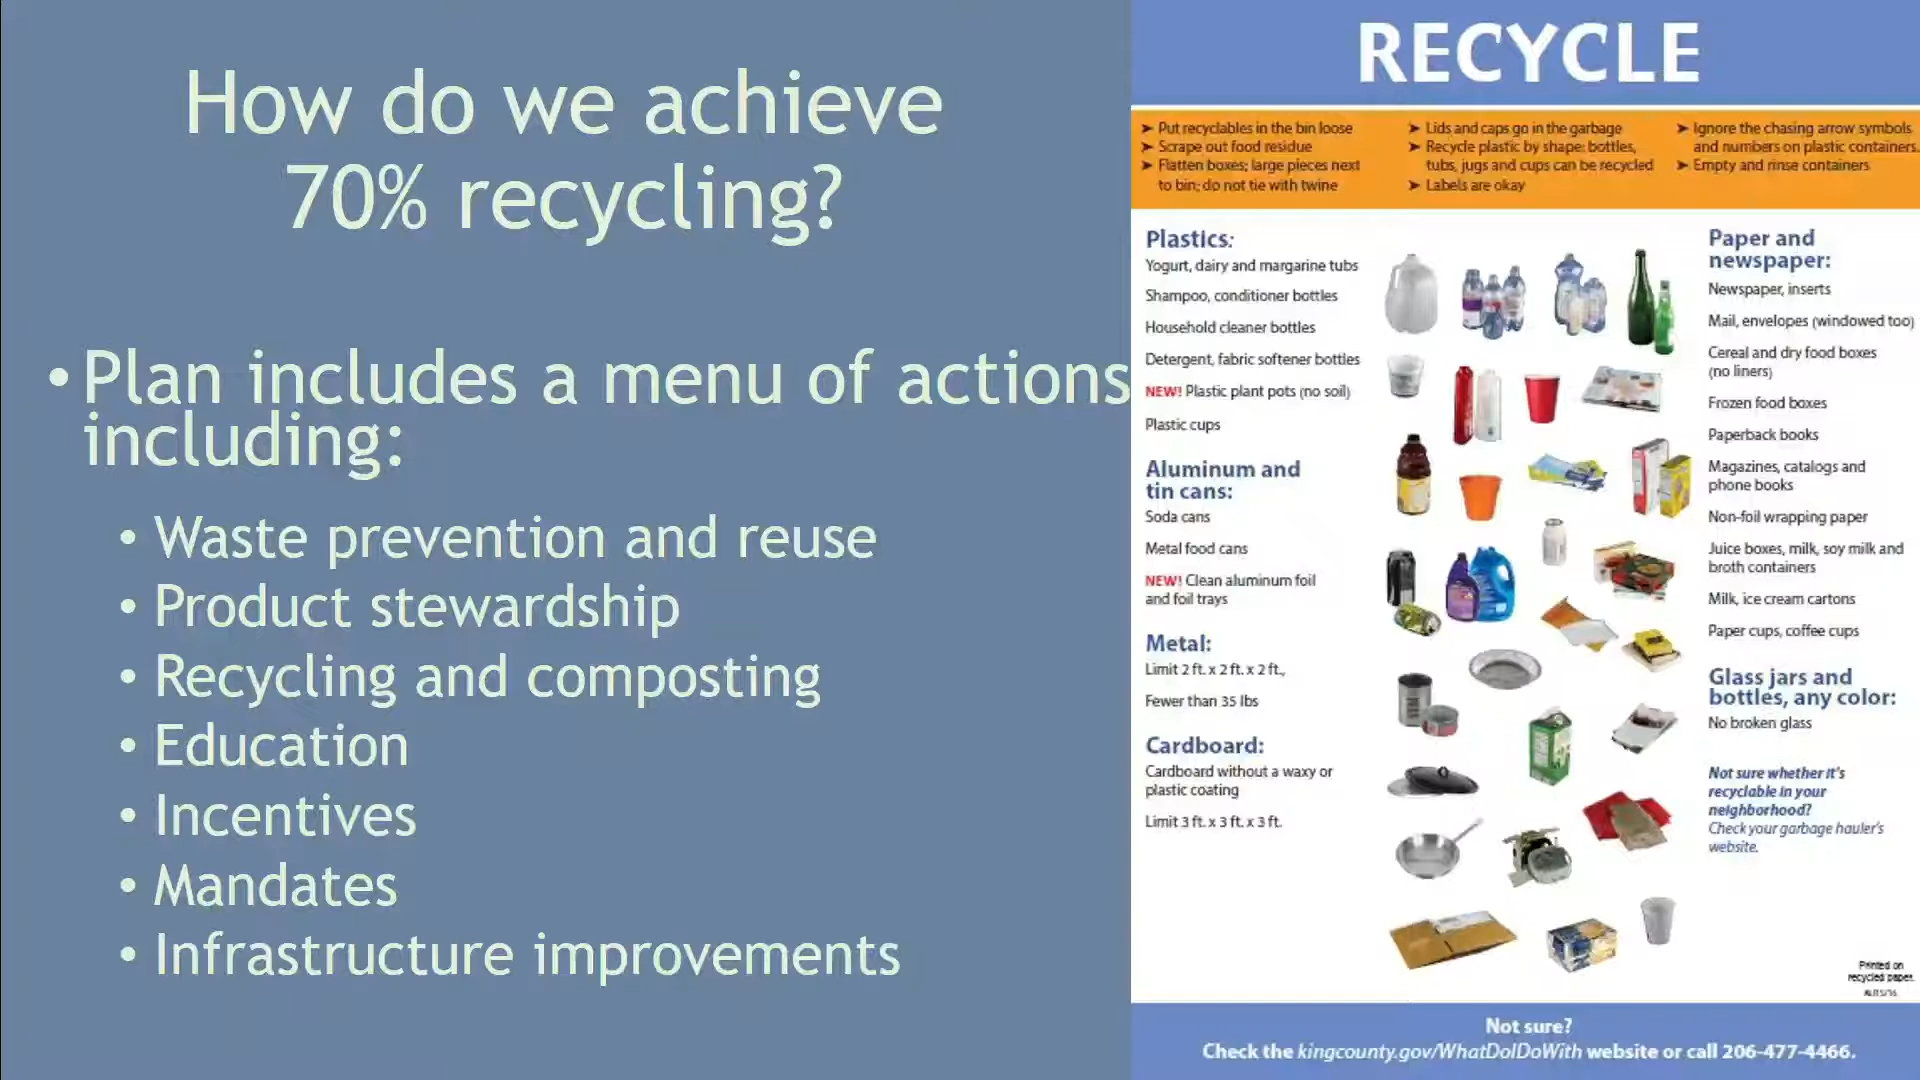 How do we achieve
70% recycling?
• Plan includes a menu of actions
including:
• Waste prevention and reuse
• Product stewardship
• Recycling and composting
• Education
• Incentives
• Mandates
• Infrastructure improvements
RECYCLE
➤ Put recyclables in the bin loose
➤ Scrape out food residue
➤ Flatten boxes; large pieces next
to bin; do not tie with twine
➤ Lids and caps go in the garbage
➤ Recycle plastic by shape: bottles,
tubs, jugs and cups can be recycled
➤ Labels are okay
➤ Ignore the chasing arrow symbols
and numbers on plastic containers.
➤ Empty and rinse containers
Plastics:
Yogurt, dairy and margarine tubs
Shampoo, conditioner bottles
Household cleaner bottles
Detergent, fabric softener bottles
NEW! Plastic plant pots (no soil)
Plastic cups
Aluminum and
tin cans:
Soda cans
Metal food cans
NEW! Clean aluminum foil
and foil trays
Metal:
Limit 2 ft. x 2 ft. x 2 ft.,
Fewer than 35 lbs
Cardboard:
Cardboard without a waxy or
plastic coating
Limit 3 ft. x 3 ft. x 3 ft.
Paper and
newspaper:
Newspaper, inserts
Mail, envelopes (windowed too)
Cereal and dry food boxes
(no liners)
Frozen food boxes
Paperback books
Magazines, catalogs and
phone books
Non-foil wrapping paper
Juice boxes, milk, soy milk and
broth containers
Milk, ice cream cartons
Paper cups, coffee cups
Glass jars and
bottles, any color:
No broken glass
Not sure whether it's
recyclable in your
neighborhood?
Check your garbage hauler's
website.
Printed on
recycled paper.
Not sure?
Check the kingcounty.gov/WhatDoIDoWith website or call 206-477-4466.